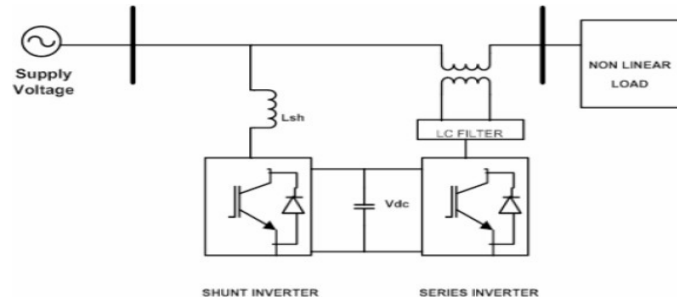 Supply
Voltage
NON LINEAR
LOAD
Lsh
LC FILTER
Vdc
SHUNT INVERTER
SERIES INVERTER